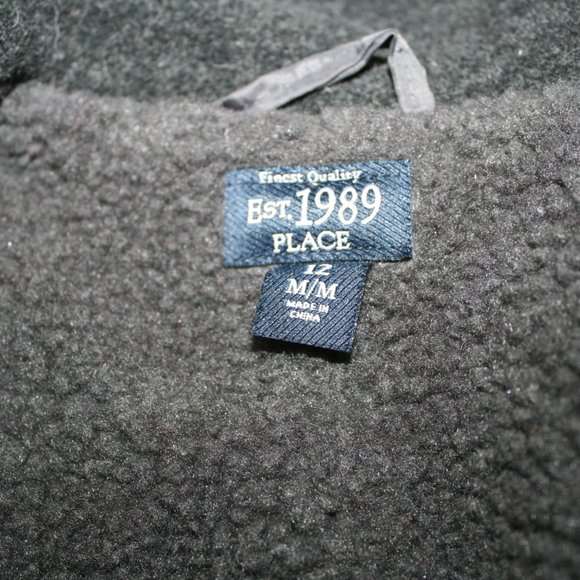 Finest Quality
EST. 1989
PLACE
12
M/M
MADE IN
CHINA